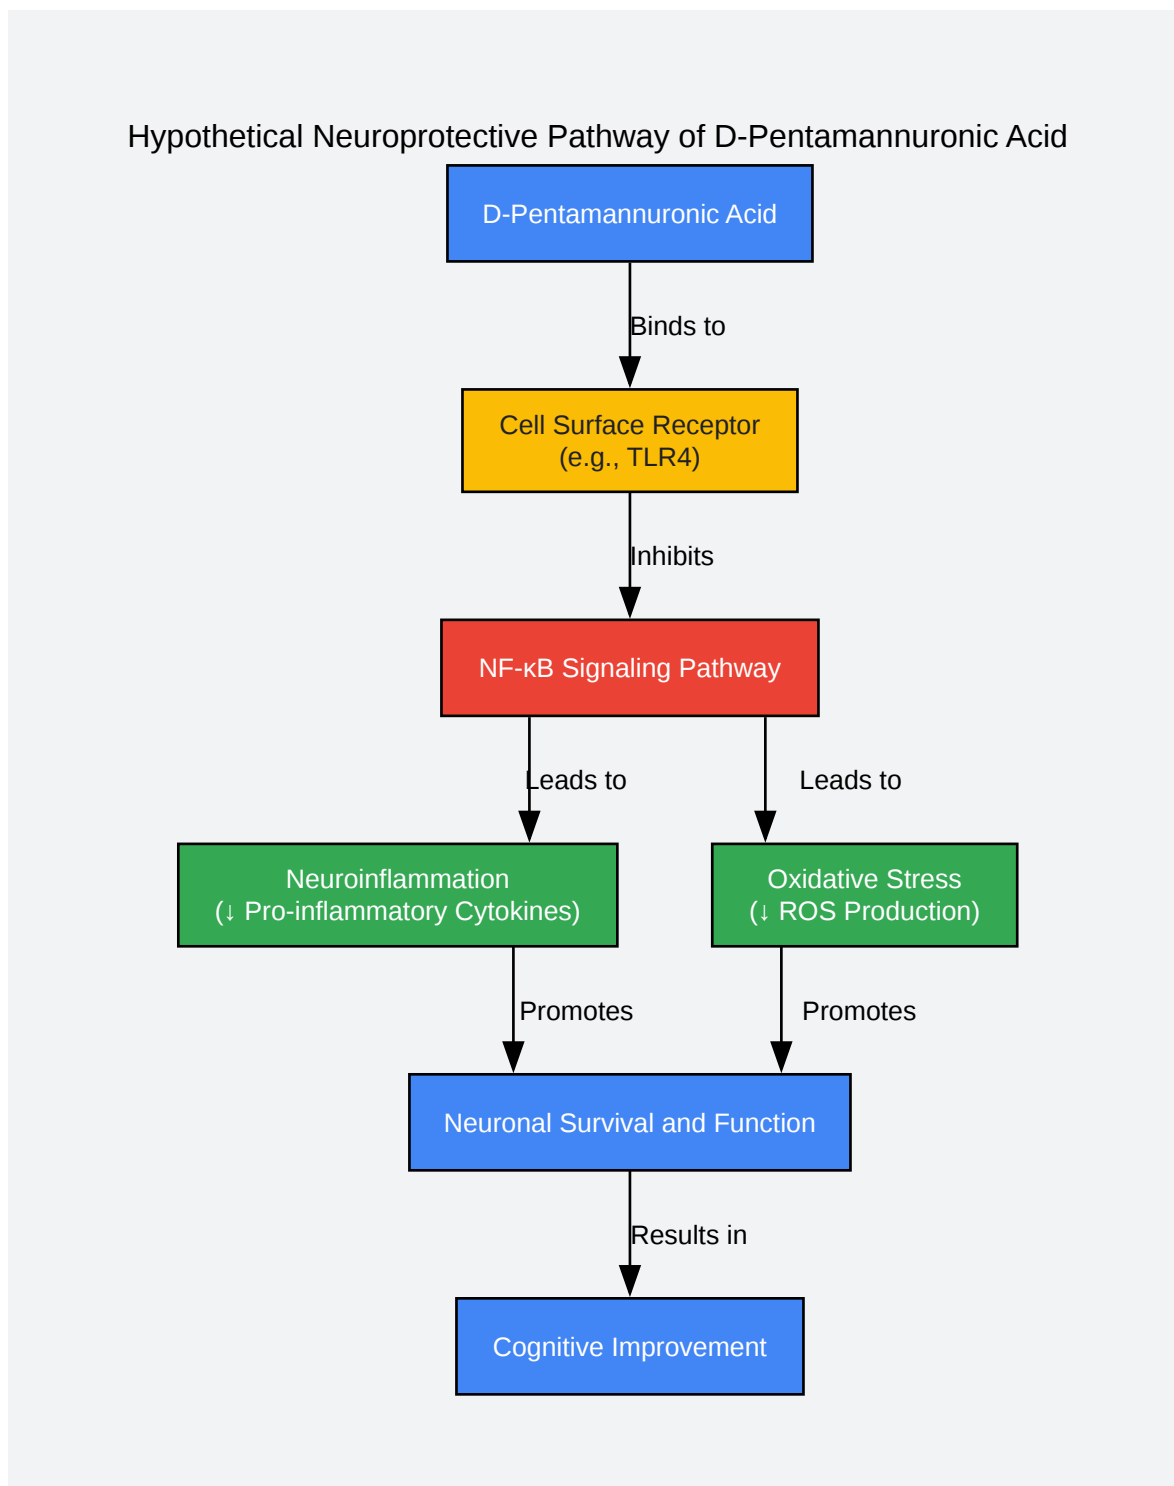 Hypothetical Neuroprotective Pathway of D-Pentamannuronic Acid
D-Pentamannuronic Acid
Binds to
Cell Surface Receptor
(e.g., TLR4)
Inhibits
NF-κB Signaling Pathway
Leads to
Leads to
Neuroinflammation
(↓ Pro-inflammatory Cytokines)
Oxidative Stress
(↓ ROS Production)
Promotes
Promotes
Neuronal Survival and Function
Results in
Cognitive Improvement